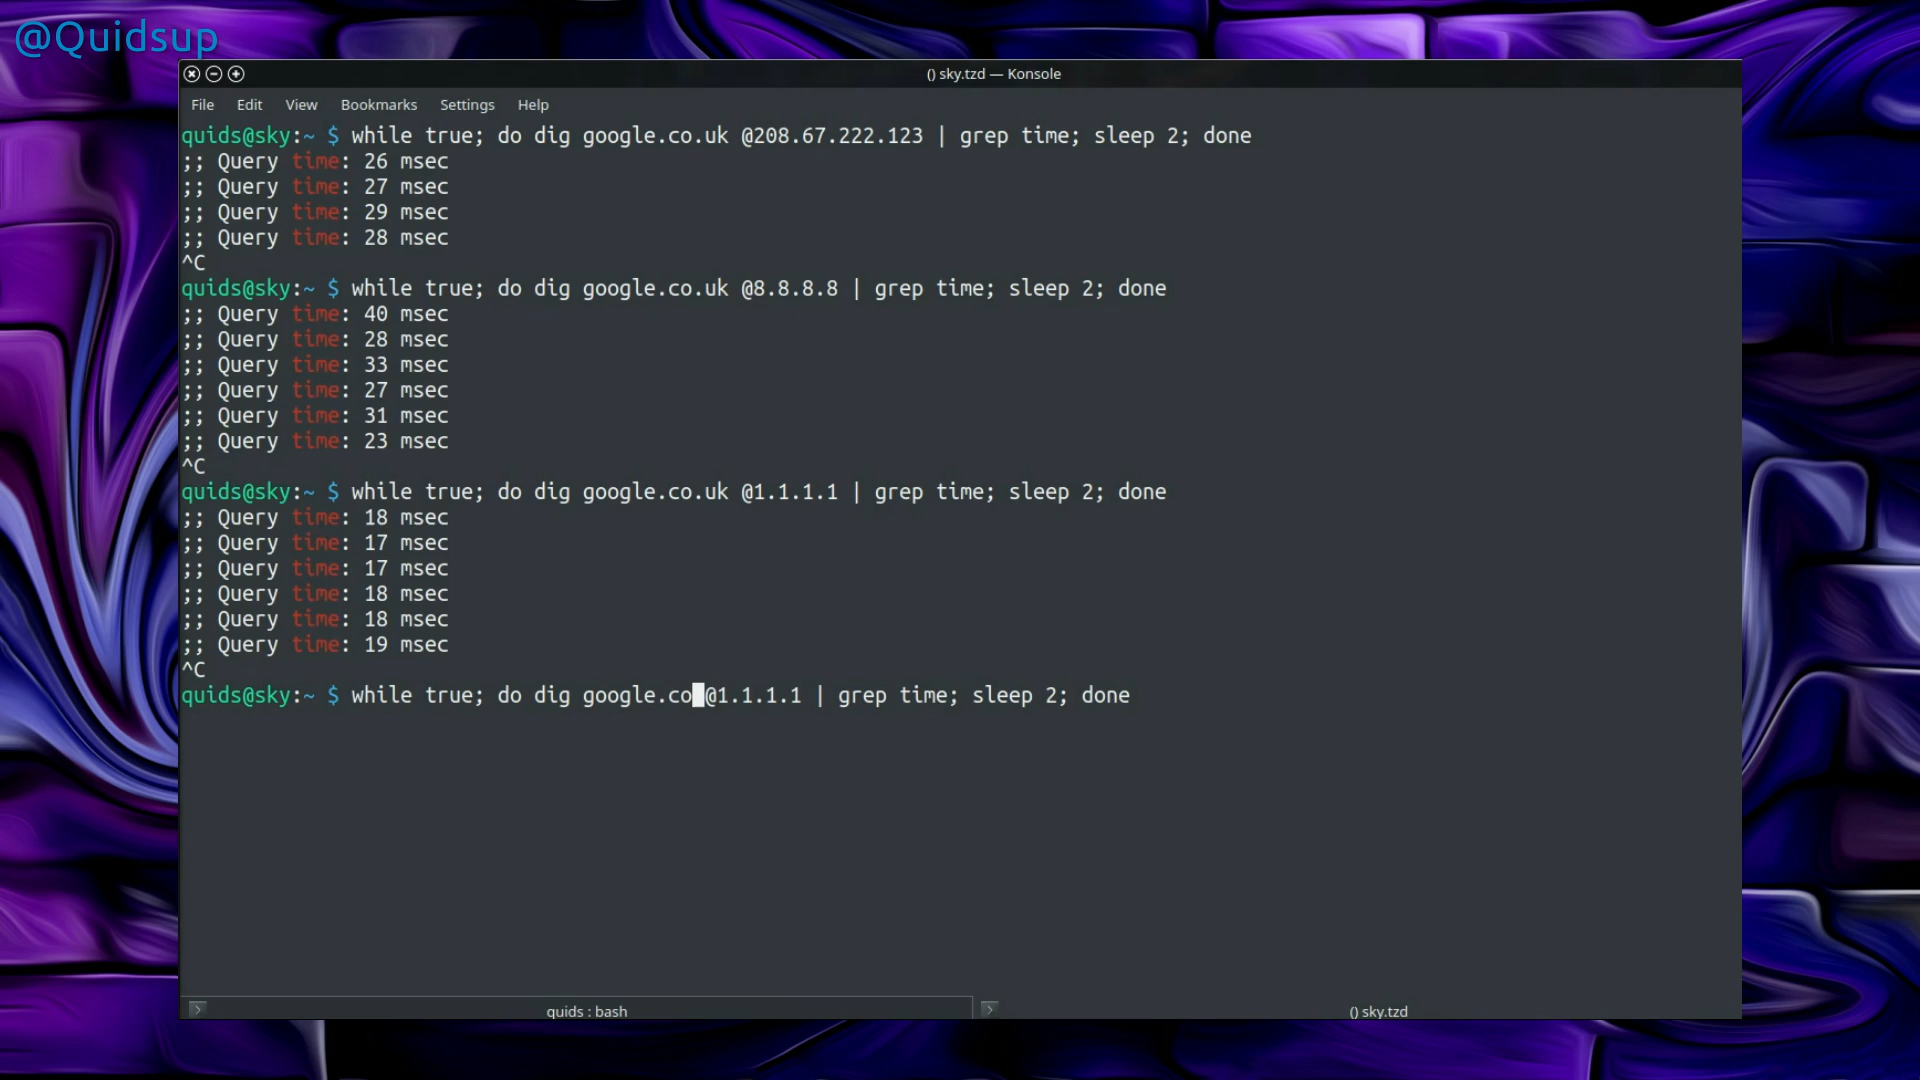 @Quidsup
() sky.tzd — Konsole
File Edit View Bookmarks Settings Help
quids@sky:~ $ while true; do dig google.co.uk @208.67.222.123 | grep time; sleep 2; done
;; Query time: 26 msec
;; Query time: 27 msec
;; Query time: 29 msec
;; Query time: 28 msec
^C
quids@sky:~ $ while true; do dig google.co.uk @8.8.8.8 | grep time; sleep 2; done
;; Query time: 40 msec
;; Query time: 28 msec
;; Query time: 33 msec
;; Query time: 27 msec
;; Query time: 31 msec
;; Query time: 23 msec
^C
quids@sky:~ $ while true; do dig google.co.uk @1.1.1.1 | grep time; sleep 2; done
;; Query time: 18 msec
;; Query time: 17 msec
;; Query time: 17 msec
;; Query time: 18 msec
;; Query time: 18 msec
;; Query time: 19 msec
^C
quids@sky:~ $ while true; do dig google.co @1.1.1.1 | grep time; sleep 2; done
quids : bash
() sky.tzd